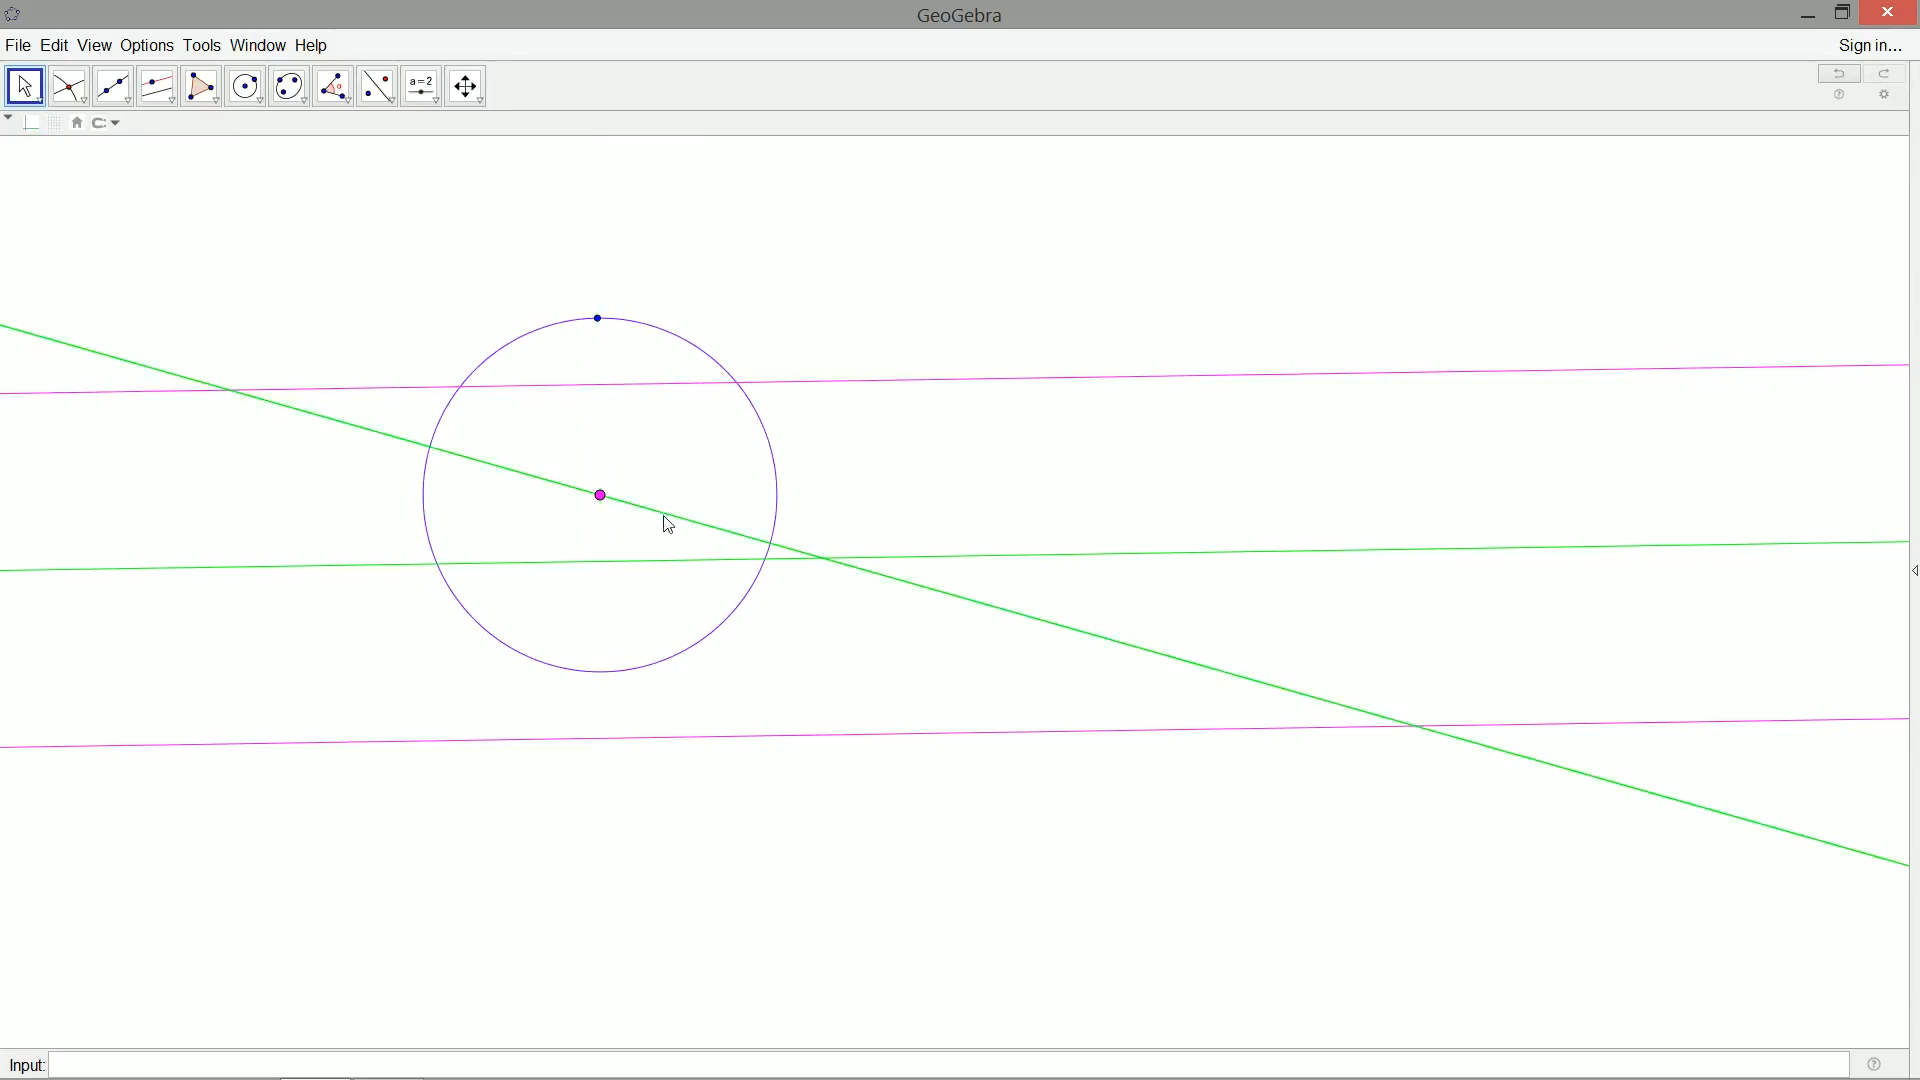 GeoGebra
File Edit View Options Tools Window Help
Sign in...
a=2
Input: